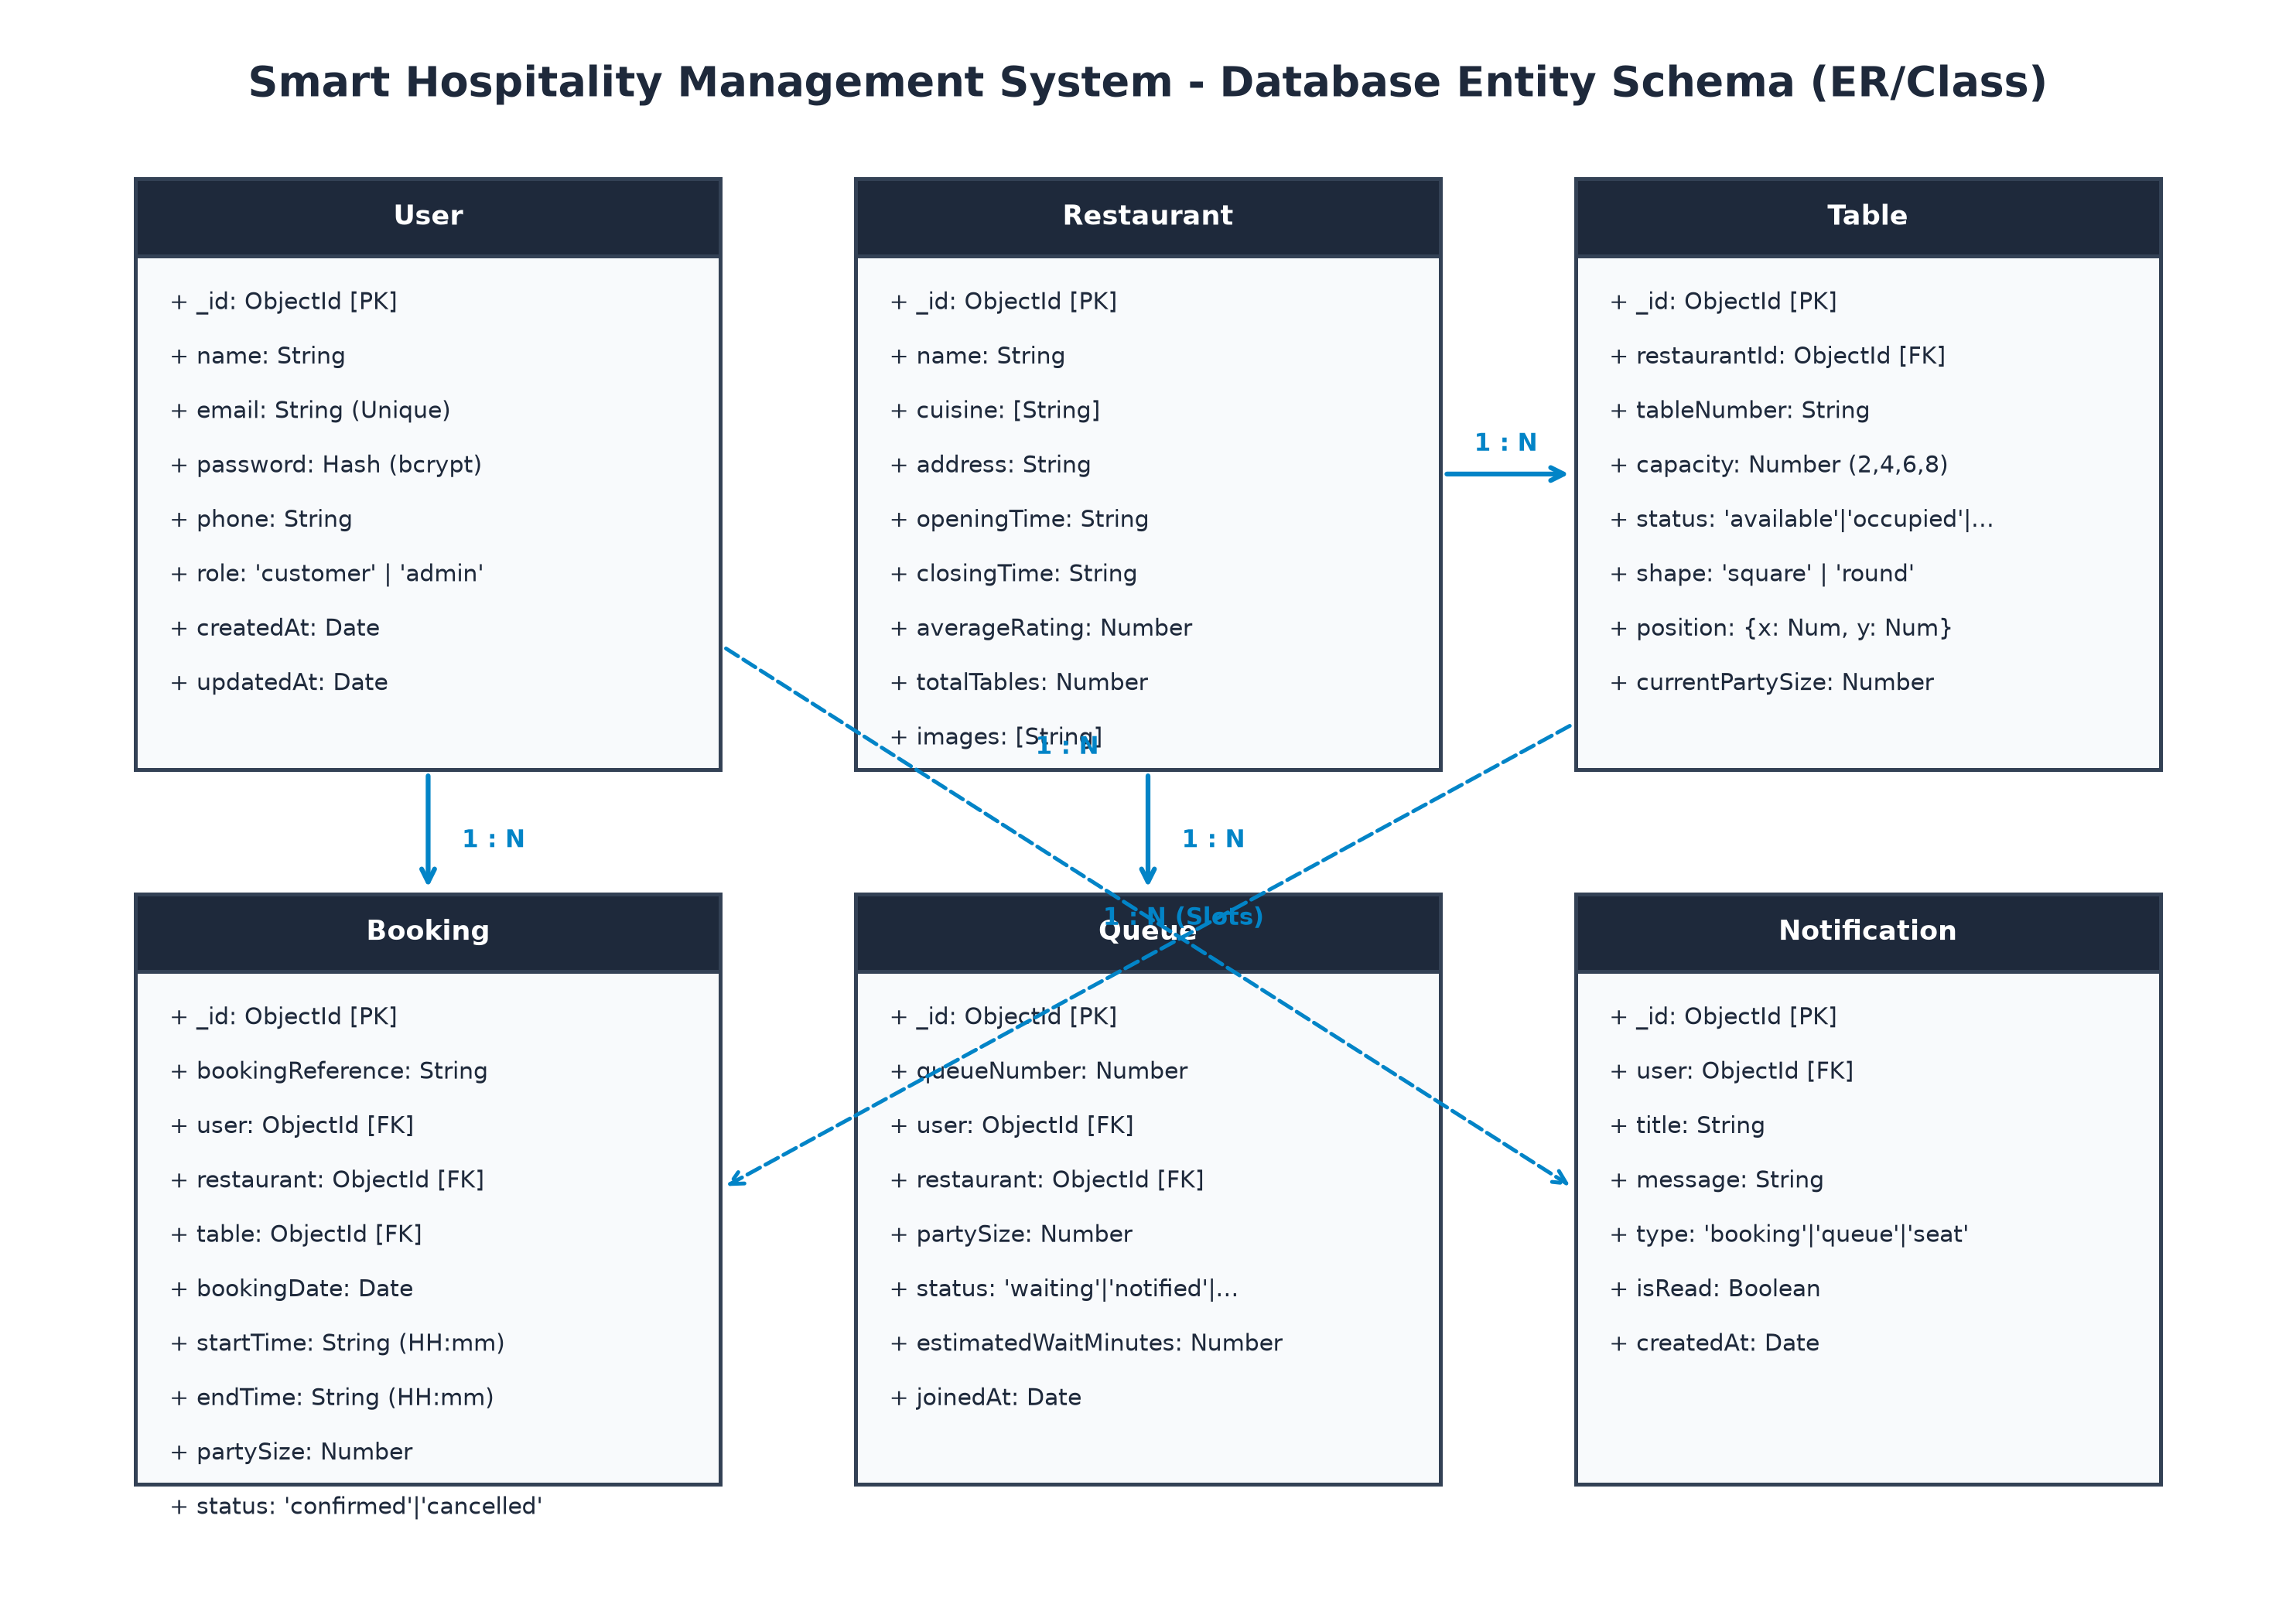 Smart Hospitality Management System - Database Entity Schema (ER/Class)
User
+ _id: ObjectId [PK]
+ name: String
+ email: String (Unique)
+ password: Hash (bcrypt)
+ phone: String
+ role: 'customer' | 'admin'
+ createdAt: Date
+ updatedAt: Date
Restaurant
+ _id: ObjectId [PK]
+ name: String
+ cuisine: [String]
+ address: String
+ openingTime: String
+ closingTime: String
+ averageRating: Number
+ totalTables: Number
+ images: [String]
1 : N
Table
+ _id: ObjectId [PK]
+ restaurantId: ObjectId [FK]
+ tableNumber: String
+ capacity: Number (2,4,6,8)
+ status: 'available'|'occupied'|...
+ shape: 'square' | 'round'
+ position: {x: Num, y: Num}
+ currentPartySize: Number
1 : N
1 : N
1 : N
1 : N (Slots)
Booking
+ _id: ObjectId [PK]
+ bookingReference: String
+ user: ObjectId [FK]
+ restaurant: ObjectId [FK]
+ table: ObjectId [FK]
+ bookingDate: Date
+ startTime: String (HH:mm)
+ endTime: String (HH:mm)
+ partySize: Number
+ status: 'confirmed'|'cancelled'
Queue
+ _id: ObjectId [PK]
+ queueNumber: Number
+ user: ObjectId [FK]
+ restaurant: ObjectId [FK]
+ partySize: Number
+ status: 'waiting'|'notified'|...
+ estimatedWaitMinutes: Number
+ joinedAt: Date
Notification
+ _id: ObjectId [PK]
+ user: ObjectId [FK]
+ title: String
+ message: String
+ type: 'booking'|'queue'|'seat'
+ isRead: Boolean
+ createdAt: Date